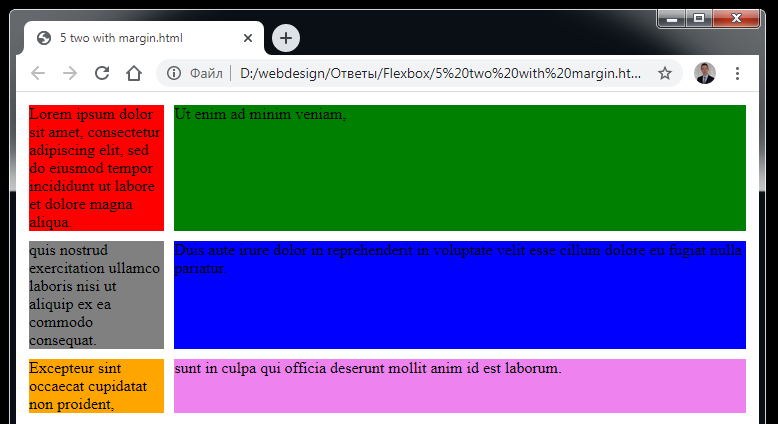 5 two with margin.html
Файл D:/webdesign/Ответы/Flexbox/5%20two%20with%20margin.ht...
Lorem ipsum dolor
sit amet, consectetur
adipiscing elit, sed
do eiusmod tempor
incididunt ut labore
et dolore magna
aliqua.
Ut enim ad minim veniam,
quis nostrud
exercitation ullamco
laboris nisi ut
aliquip ex ea
commodo
consequat.
Duis aute irure dolor in reprehenderit in voluptate velit esse cillum dolore eu fugiat nulla
pariatur.
Excepteur sint
occaecat cupidatat
non proident,
sunt in culpa qui officia deserunt mollit anim id est laborum.